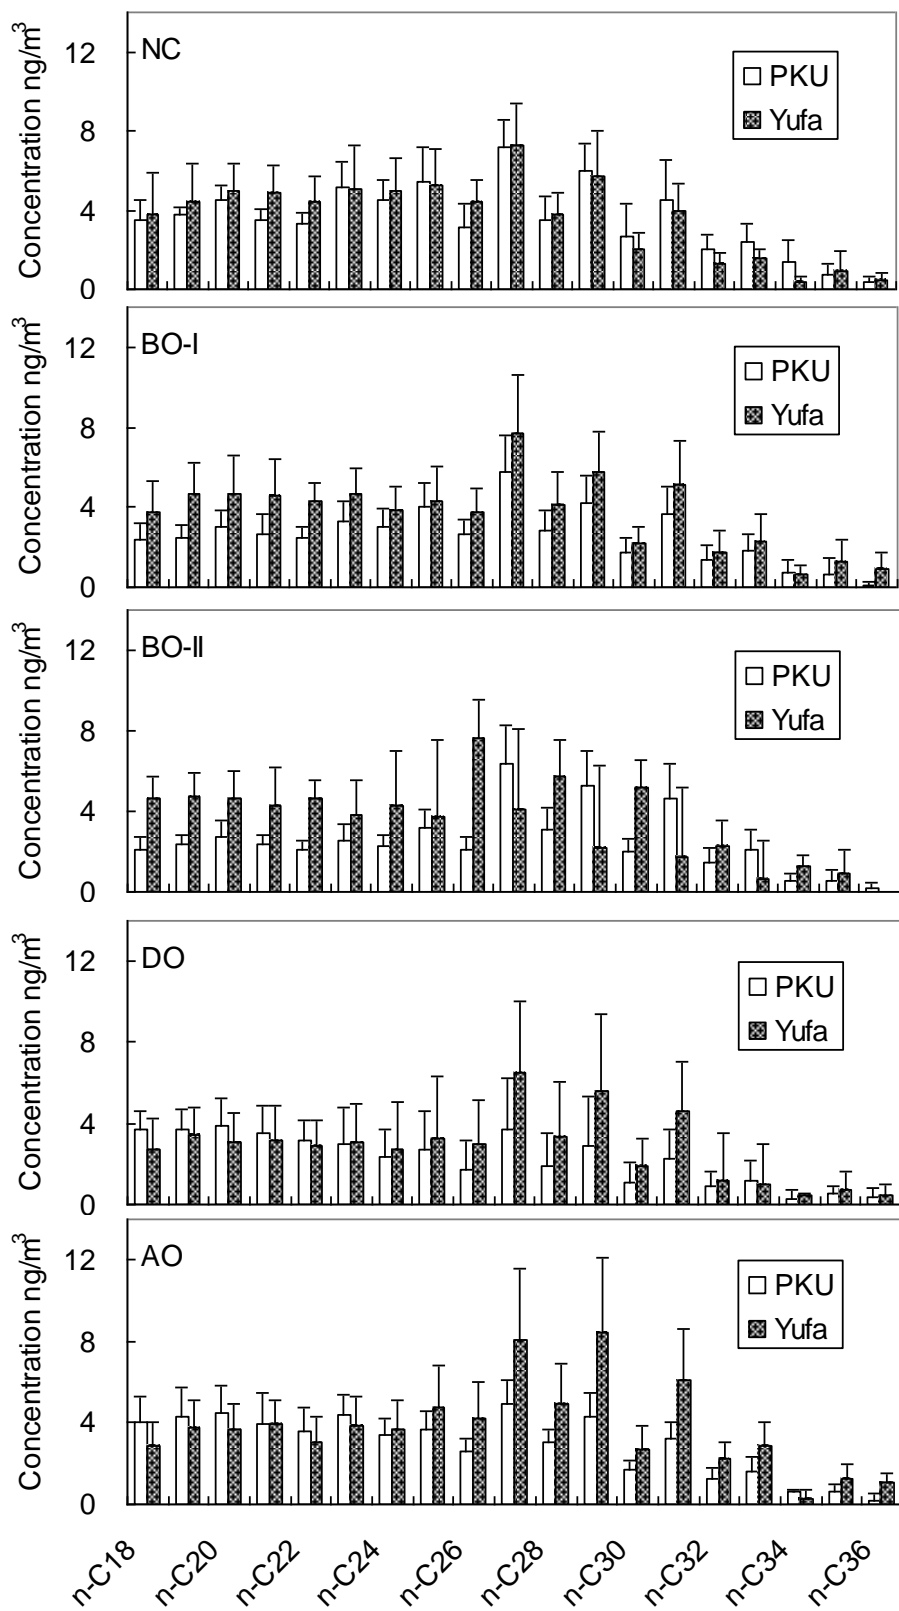 Concentration ng/m³
12
8
4
0
NC
PKU
Yufa
Concentration ng/m³
12
8
4
0
BO-I
PKU
Yufa
Concentration ng/m³
12
8
4
0
BO-II
PKU
Yufa
Concentration ng/m³
12
8
4
0
DO
PKU
Yufa
Concentration ng/m³
12
8
4
0
AO
PKU
Yufa
n-C18
n-C20
n-C22
n-C24
n-C26
n-C28
n-C30
n-C32
n-C34
n-C36